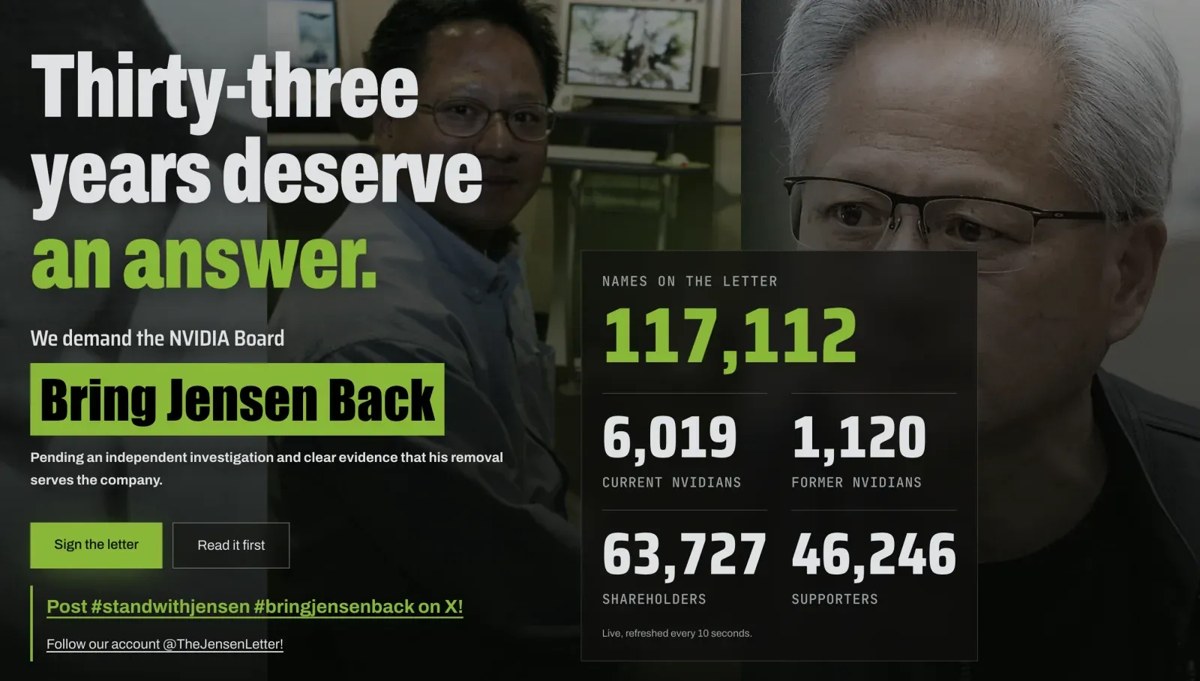 Thirty-three
years deserve
an answer.
We demand the NVIDIA Board
Bring Jensen Back
Pending an independent investigation and clear evidence that his removal
serves the company.
Sign the letter
Read it first
Post #standwithjensen #bringjensenback on X!
Follow our account @TheJensenLetter!
NAMES ON THE LETTER
117,112
6,019
CURRENT NVIDIANS
1,120
FORMER NVIDIANS
63,727
SHAREHOLDERS
46,246
SUPPORTERS
Live, refreshed every 10 seconds.